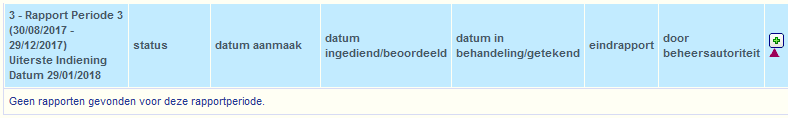 3 - Rapport Periode 3
(30/08/2017 -
29/12/2017)
Uiterste Indiening
Datum 29/01/2018
status
datum aanmaak
datum
ingediend/beoordeeld
datum in
behandeling/getekend
eindrapport
door
beheersautoriteit
Geen rapporten gevonden voor deze rapportperiode.